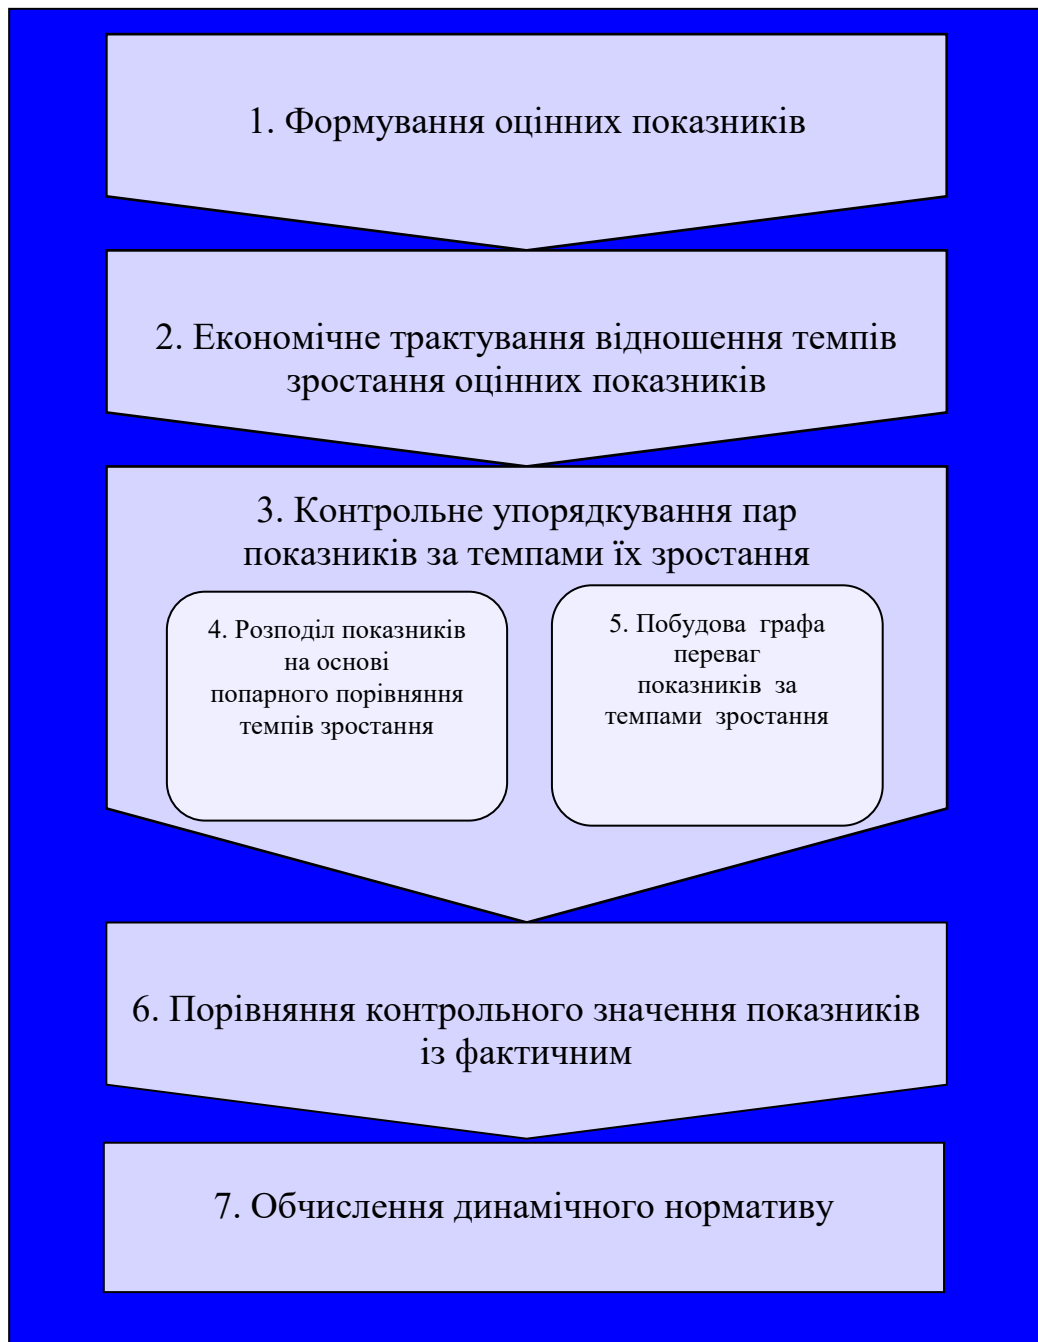 1. Формування оцінних показників
2. Економічне трактування відношення темпів
зростання оцінних показників
3. Контрольне упорядкування пар
показників за темпами їх зростання
4. Розподіл показників
на основі
попарного порівняння
темпів зростання
5. Побудова графа
переваг
показників за
темпами зростання
6. Порівняння контрольного значення показників
із фактичним
7. Обчислення динамічного нормативу